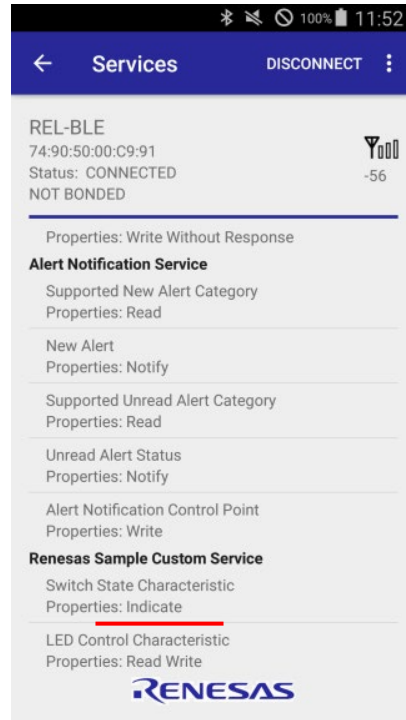 100% 11:52
Services DISCONNECT
REL-BLE
74:90:50:00:C9:91
Status: CONNECTED
-56
NOT BONDED
Properties: Write Without Response
Alert Notification Service
Supported New Alert Category
Properties: Read
New Alert
Properties: Notify
Supported Unread Alert Category
Properties: Read
Unread Alert Status
Properties: Notify
Alert Notification Control Point
Properties: Write
Renesas Sample Custom Service
Switch State Characteristic
Properties: Indicate
LED Control Characteristic
Properties: Read Write
RENESAS